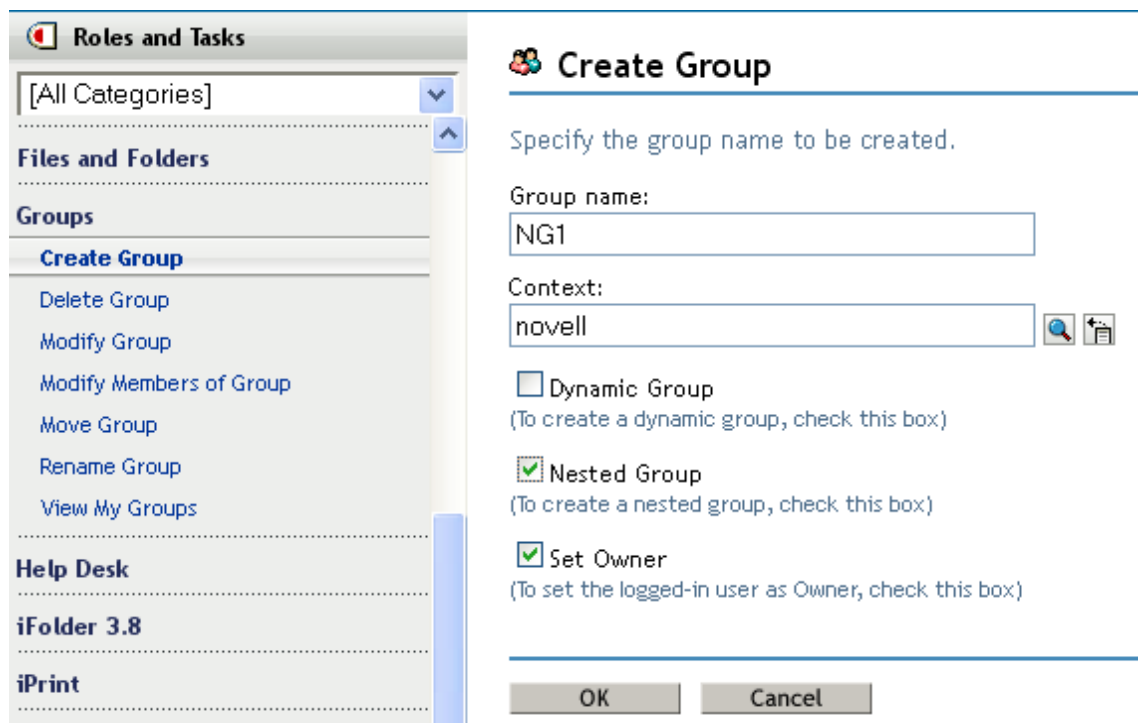 Roles and Tasks
[All Categories]
Files and Folders
Groups
Create Group
Delete Group
Modify Group
Modify Members of Group
Move Group
Rename Group
View My Groups
Help Desk
iFolder 3.8
iPrint
Create Group
Specify the group name to be created.
Group name:
NG1
Context:
novell
Dynamic Group
(To create a dynamic group, check this box)
Nested Group
(To create a nested group, check this box)
Set Owner
(To set the logged-in user as Owner, check this box)
OK Cancel